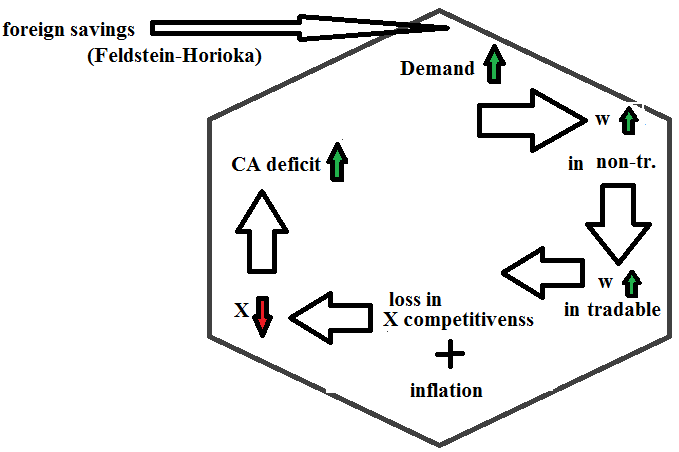 foreign savings
(Feldstein-Horioka)
Demand
w
in non-tr.
w
in tradable
loss in
X competitivenss
+
inflation
X
CA deficit